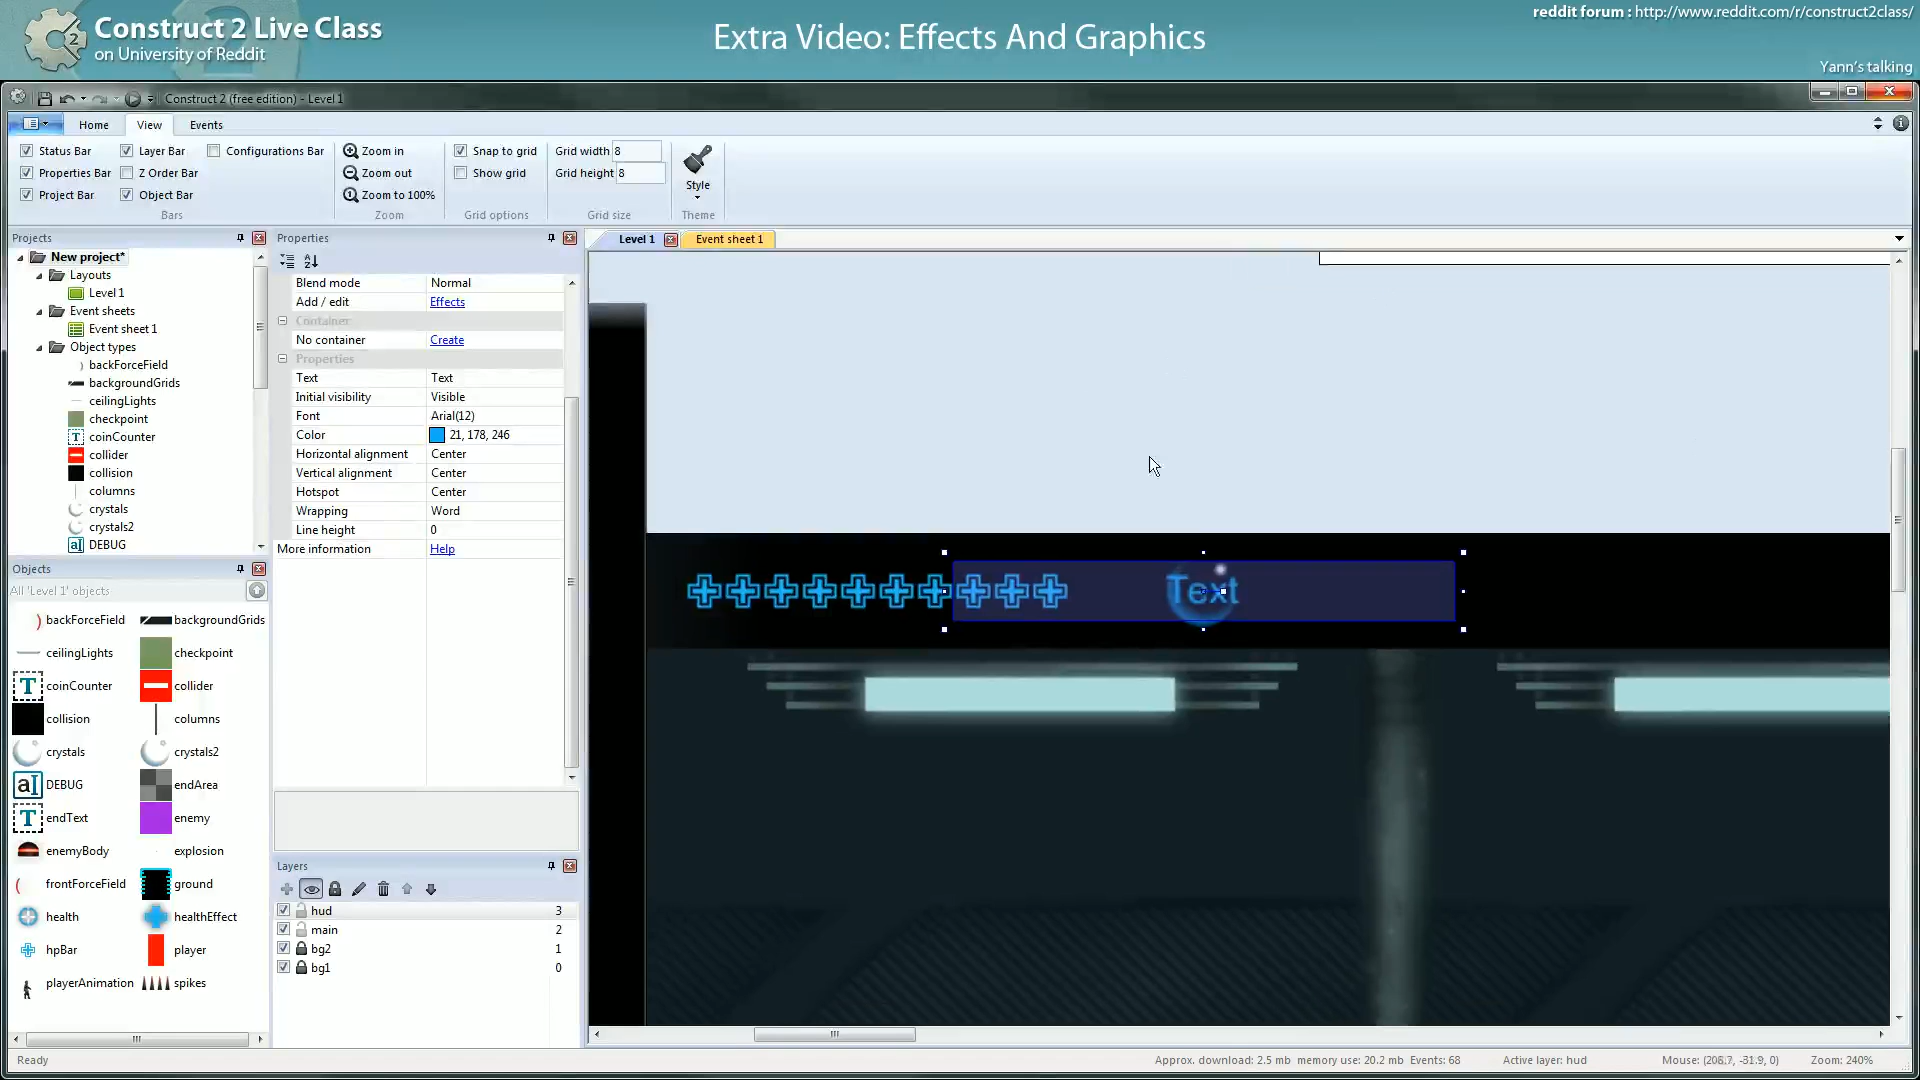 Construct 2 Live Class
on University of Reddit
Extra Video: Effects And Graphics
reddit forum : http://www.reddit.com/r/construct2class/
Yann's talking
Construct 2 (free edition) - Level 1
Home View Events
Status Bar Layer Bar Configurations Bar Zoom in Snap to grid Grid width 8
Properties Bar Z Order Bar Zoom out Show grid Grid height 8 Style
Project Bar Object Bar Zoom to 100%
Bars Zoom Grid options Grid size Theme
Projects
New project*
Layouts
Level 1
Event sheets
Event sheet 1
Object types
backForceField
backgroundGrids
ceilingLights
checkpoint
coinCounter
collider
collision
columns
crystals
crystals2
DEBUG
Properties
Blend mode Normal
Add / edit Effects
Container
No container Create
Properties
Text Text
Initial visibility Visible
Font Arial(12)
Color 21, 178, 246
Horizontal alignment Center
Vertical alignment Center
Hotspot Center
Wrapping Word
Line height 0
More information Help
Level 1 Event sheet 1
Text
Objects
All 'Level 1' objects
backForceField backgroundGrids
ceilingLights checkpoint
coinCounter collider
collision columns
crystals crystals2
DEBUG endArea
endText enemy
enemyBody explosion
frontForceField ground
health healthEffect
hpBar player
playerAnimation spikes
Layers
hud 3
main 2
bg2 1
bg1 0
Ready
Approx. download: 2.5 mb memory use: 20.2 mb Events: 68 Active layer: hud Mouse: (208.7, -31.9, 0) Zoom: 240%